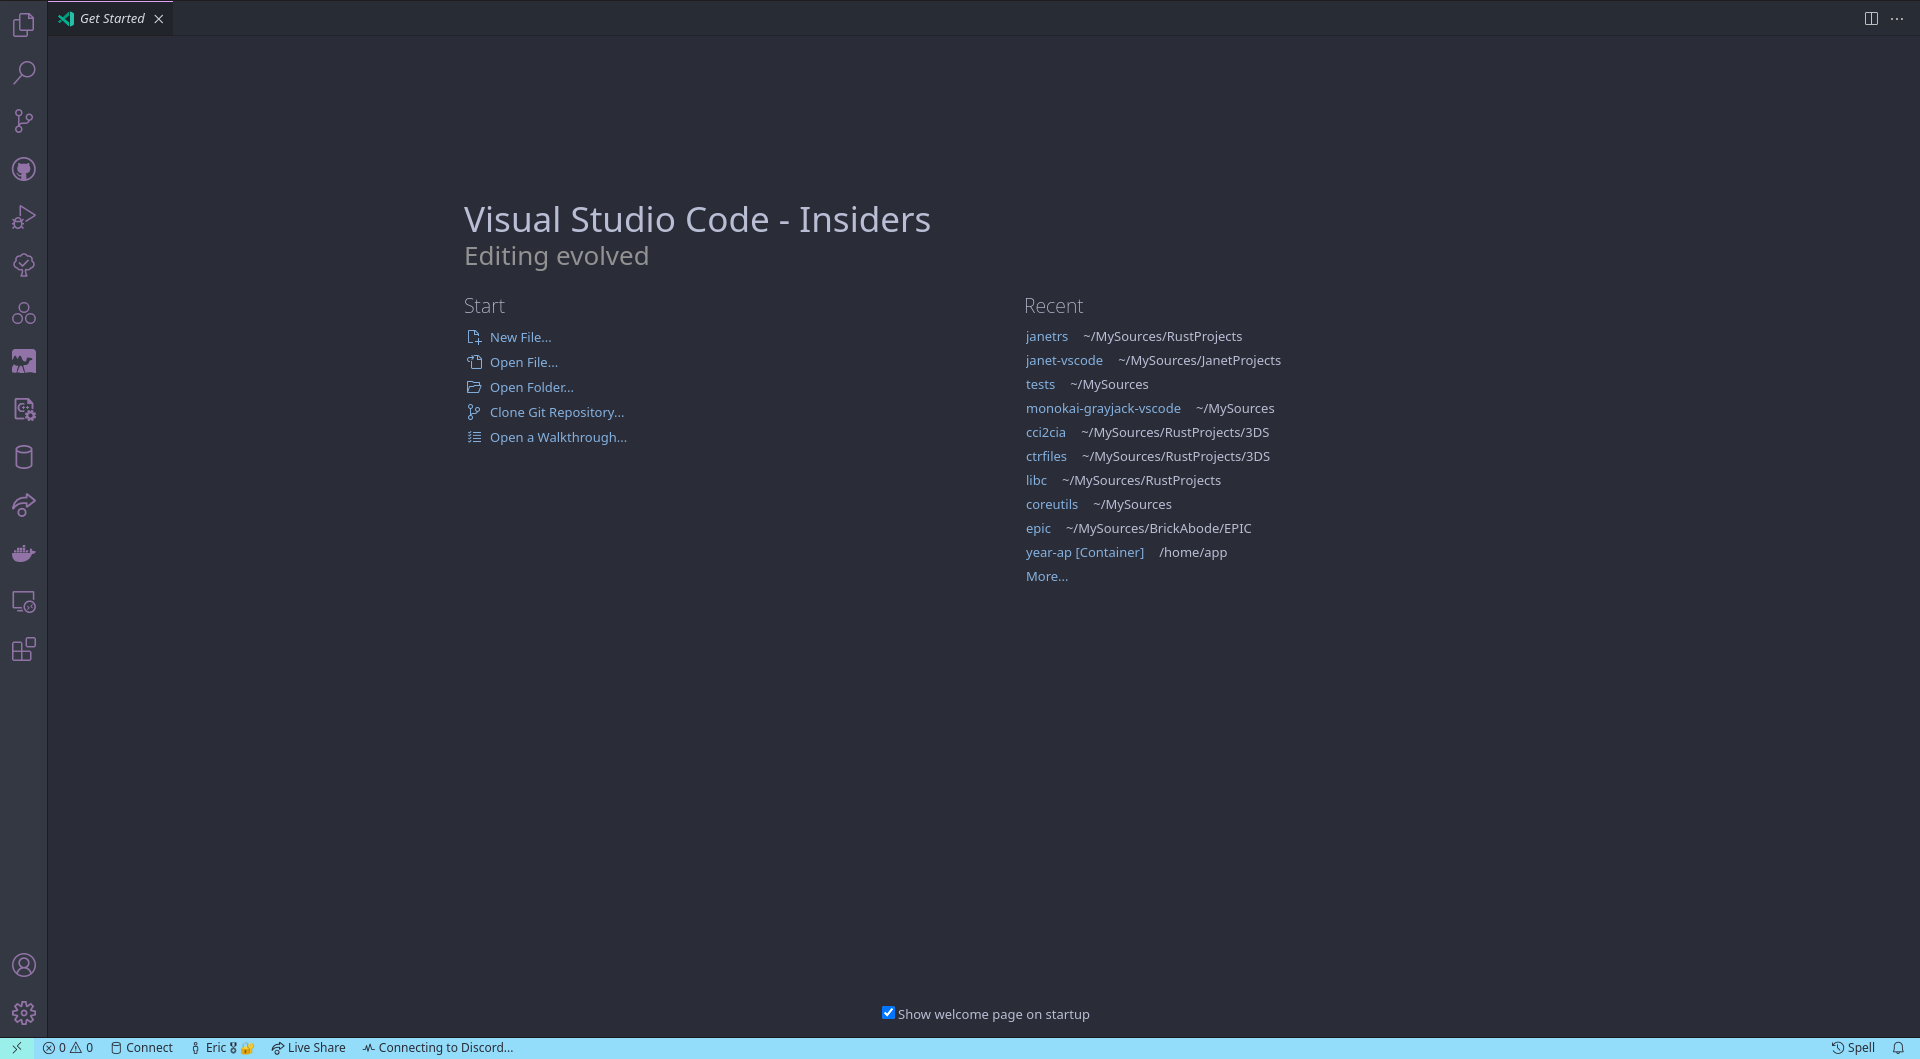 Get Started
Visual Studio Code - Insiders
Editing evolved
Start
New File...
Open File...
Open Folder...
Clone Git Repository...
Open a Walkthrough...
Recent
janetrs ~/MySources/RustProjects
janet-vscode ~/MySources/JanetProjects
tests ~/MySources
monokai-grayjack-vscode ~/MySources
cci2cia ~/MySources/RustProjects/3DS
ctrfiles ~/MySources/RustProjects/3DS
libc ~/MySources/RustProjects
coreutils ~/MySources
epic ~/MySources/BrickAbode/EPIC
year-ap [Container] /home/app
More...
Show welcome page on startup
0 0 Connect Eric Live Share Connecting to Discord... Spell